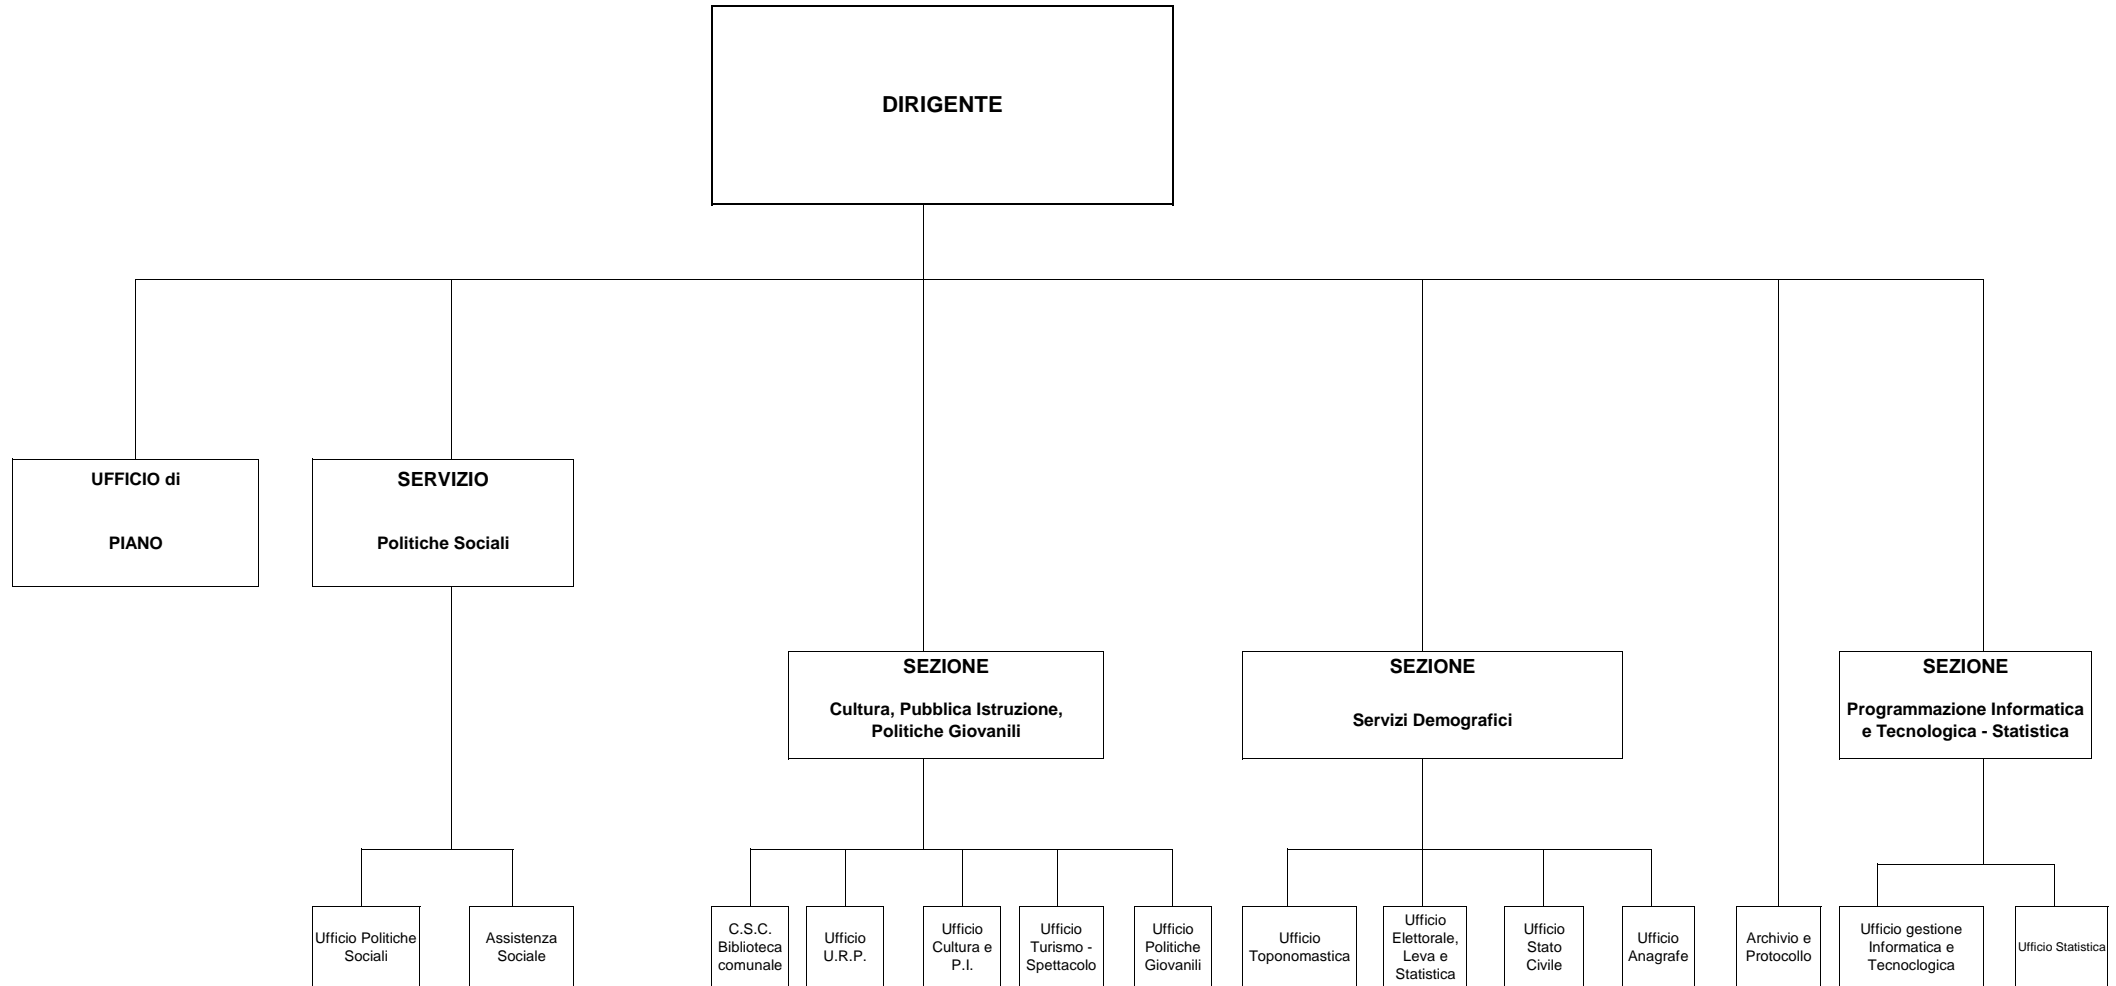 DIRIGENTE
UFFICIO di
PIANO
SERVIZIO
Politiche Sociali
SEZIONE
Cultura, Pubblica Istruzione,
Politiche Giovanili
SEZIONE
Servizi Demografici
SEZIONE
Programmazione Informatica
e Tecnologica - Statistica
Ufficio Politiche
Sociali
Assistenza
Sociale
C.S.C.
Biblioteca
comunale
Ufficio
U.R.P.
Ufficio
Cultura e
P.I.
Ufficio
Turismo -
Spettacolo
Ufficio
Politiche
Giovanili
Ufficio
Toponomastica
Ufficio
Elettorale,
Leva e
Statistica
Ufficio
Stato
Civile
Ufficio
Anagrafe
Archivio e
Protocollo
Ufficio gestione
Informatica e
Tecnoclogica
Ufficio Statistica